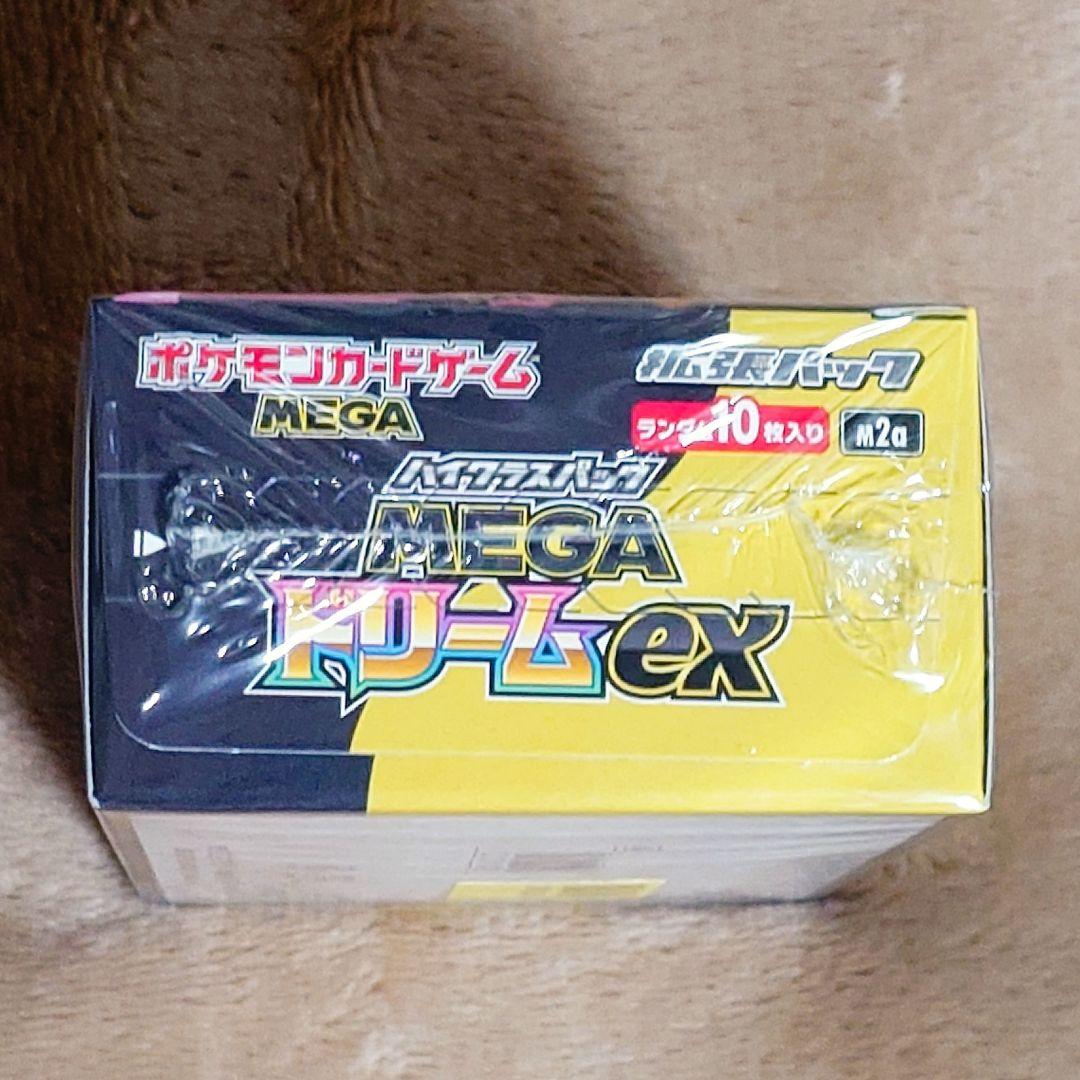 ポケモンカードゲーム
MEGA
拡張パック
ランダム10枚入り
M2a
ハイクラスパック
MEGA
ドリームex